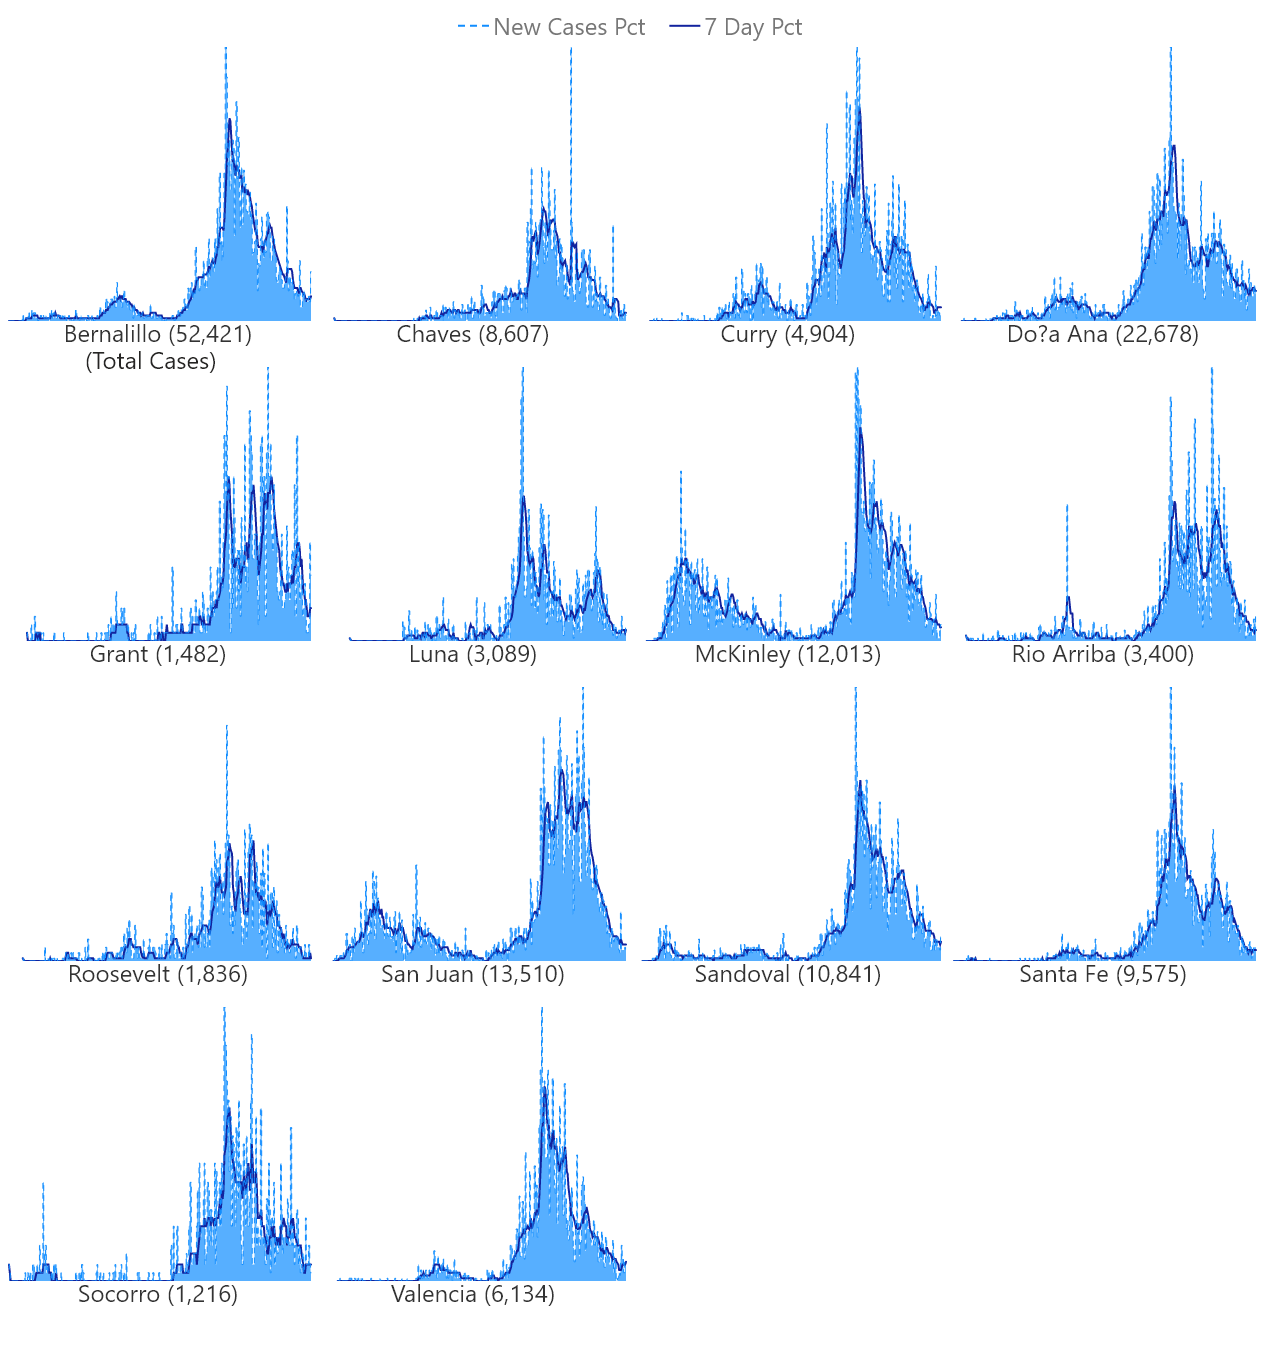 New Cases Pct 7 Day Pct
Bernalillo (52,421) Chaves (8,607) Curry (4,904) Do?a Ana (22,678)
(Total Cases)
Grant (1,482) Luna (3,089) McKinley (12,013) Rio Arriba (3,400)
Roosevelt (1,836) San Juan (13,510) Sandoval (10,841) Santa Fe (9,575)
Socorro (1,216) Valencia (6,134)